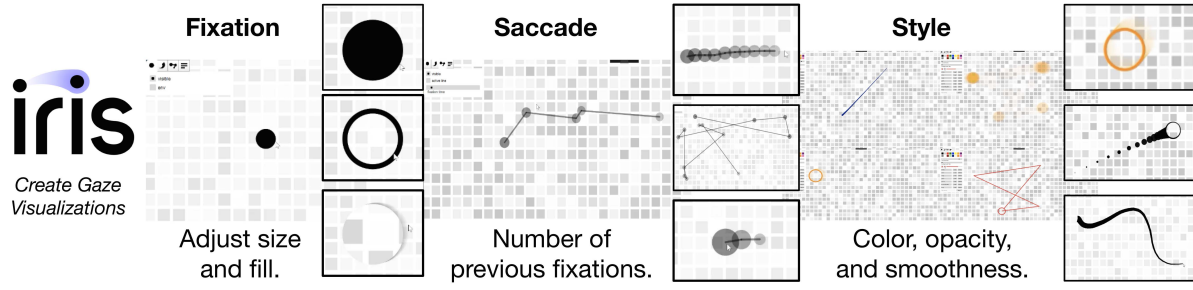 iris
Create Gaze
Visualizations
Fixation
Adjust size
and fill.
Saccade
Number of
previous fixations.
Style
Color, opacity,
and smoothness.